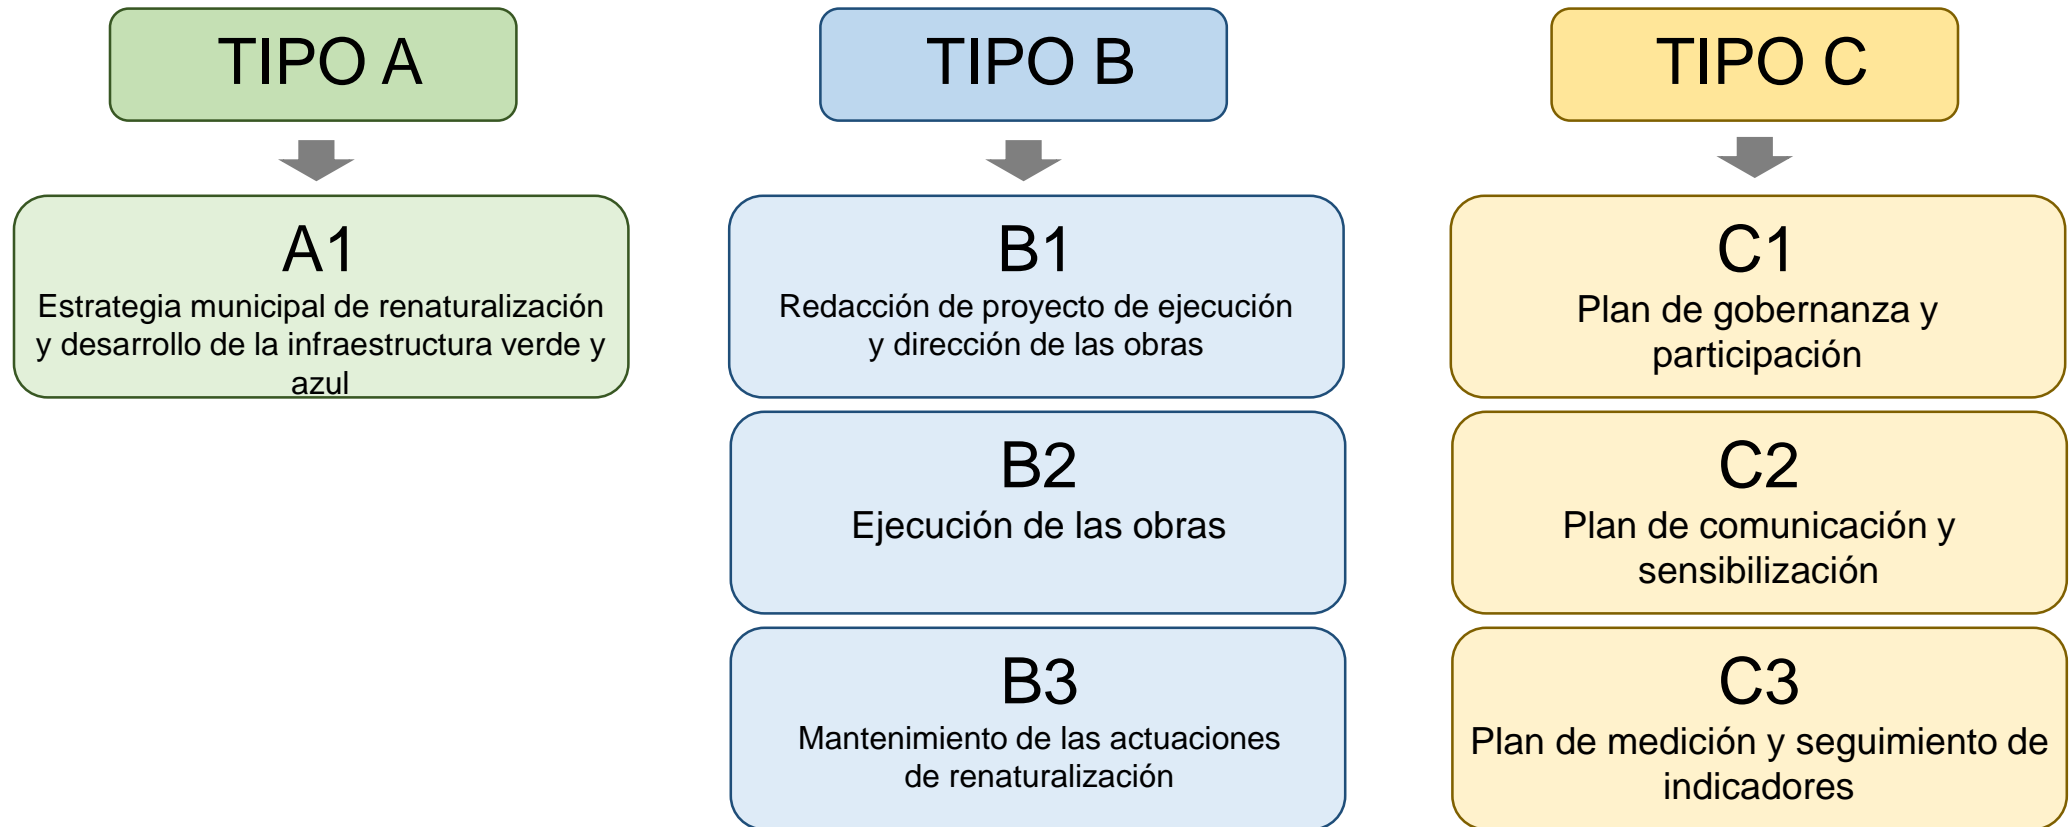 TIPO A
A1
Estrategia municipal de renaturalización
y desarrollo de la infraestructura verde y
azul
TIPO B
B1
Redacción de proyecto de ejecución
y dirección de las obras
B2
Ejecución de las obras
B3
Mantenimiento de las actuaciones
de renaturalización
TIPO C
C1
Plan de gobernanza y
participación
C2
Plan de comunicación y
sensibilización
C3
Plan de medición y seguimiento de
indicadores